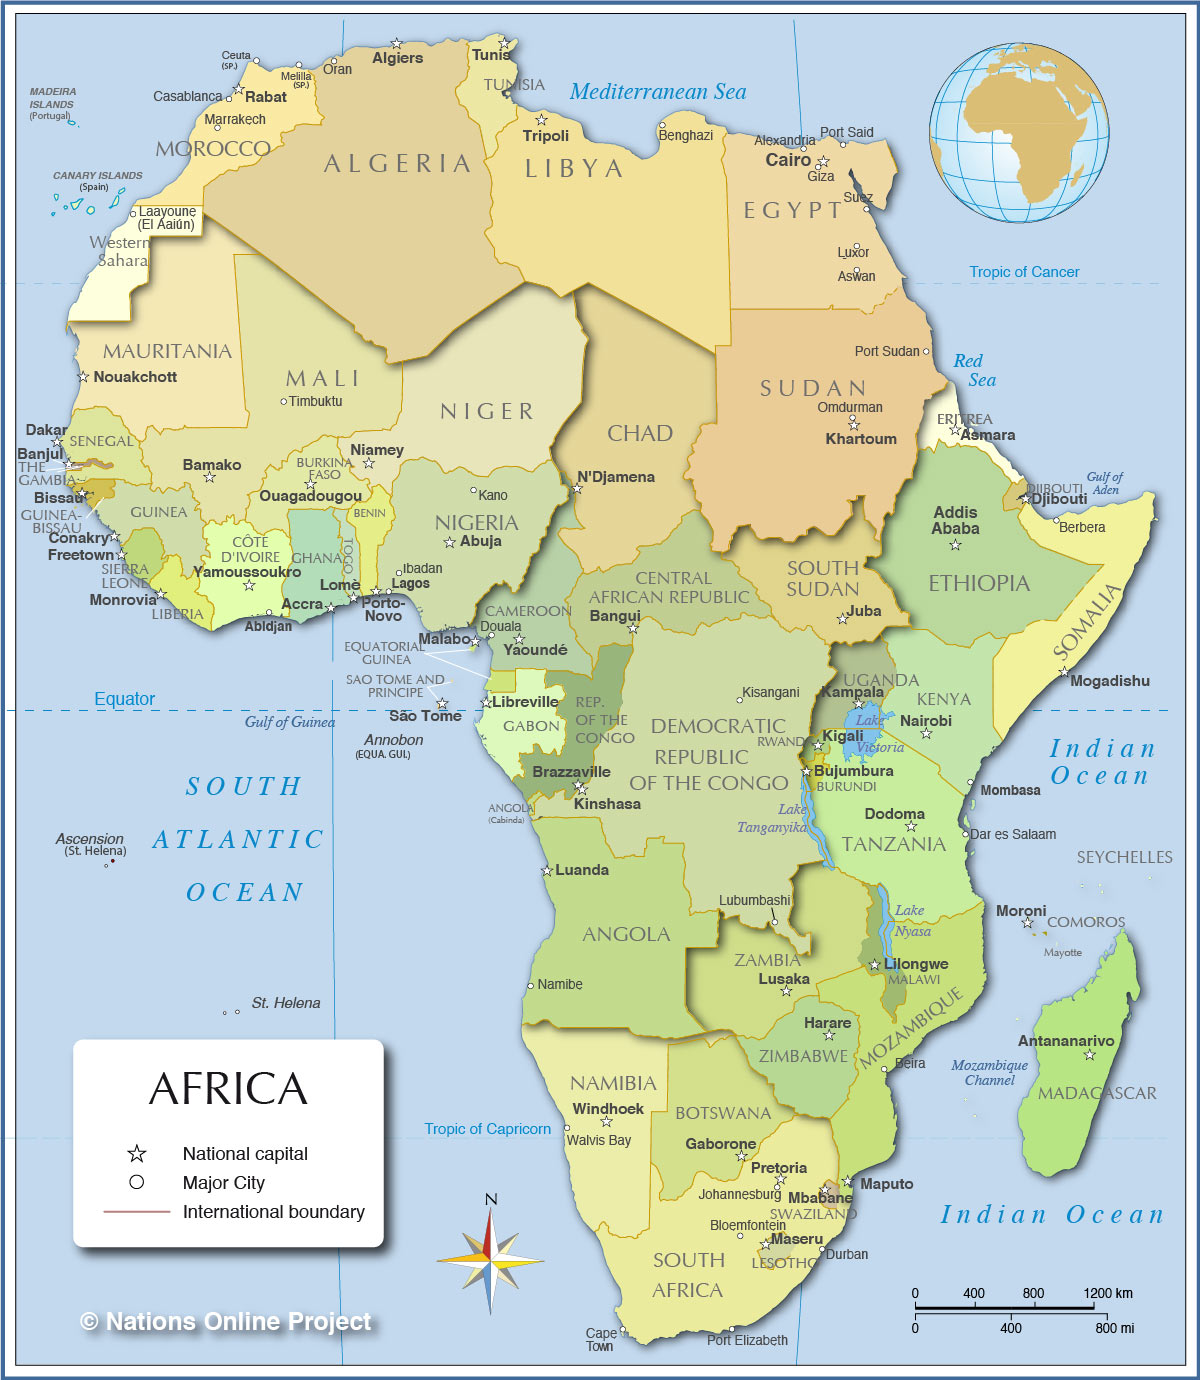 Ceuta
(SP.)
Algiers
Tunis
Melilla
(SP.)
Oran
TUNISIA
MADEIRA
ISLANDS
(Portugal)
Casablanca
Rabat
Mediterranean Sea
Marrakech
Tripoli
Benghazi
Alexandria
Port Said
MOROCCO
ALGERIA
LIBYA
Cairo
Giza
CANARY ISLANDS
(Spain)
Suez
Laayoune
(El Aaiún)
EGYPT
Western
Sahara
Luxor
Aswan
Tropic of Cancer
MAURITANIA
Port Sudan
Red
Sea
Nouakchott
MALI
SUDAN
Timbuktu
NIGER
Omdurman
Khartoum
ERITREA
Asmara
Dakar
SENEGAL
CHAD
Banjul
THE
GAMBIA
Bamako
Niamey
BURKINA
FASO
N'Djamena
Gulf of
Aden
Bissau
Ouagadougou
Kano
DJIBOUTI
Djibouti
GUINEA-
BISSAU
GUINEA
BENIN
NIGERIA
Abuja
Addis
Ababa
Berbera
Conakry
Freetown
CÔTE
D'IVOIRE
GHANA
TOGO
SIERRA
LEONE
Yamoussoukro
Ibadan
Lagos
CENTRAL
AFRICAN REPUBLIC
SOUTH
SUDAN
ETHIOPIA
Monrovia
LIBERIA
Lomè
Accra
Porto-
Novo
CAMEROON
Bangui
Juba
SOMALIA
Abidjan
Douala
Malabo
Yaoundé
EQUATORIAL
GUINEA
SAO TOME AND
PRINCIPE
UGANDA
Kampala
KENYA
Mogadishu
Equator
Libreville
Kisangani
São Tome
GABON
REP.
OF THE
CONGO
DEMOCRATIC
REPUBLIC
OF THE CONGO
Lake
Victoria
Nairobi
Gulf of Guinea
Annobon
(EQUA. GUI.)
RWANDA
Kigali
Indian
Ocean
Brazzaville
Kinshasa
Bujumbura
BURUNDI
SOUTH
ATLANTIC
OCEAN
Mombasa
ANGOLA
(Cabinda)
Lake
Tanganyika
Dodoma
TANZANIA
Dar es Salaam
Ascension
(St. Helena)
SEYCHELLES
Luanda
Lubumbashi
Lake
Nyasa
Moroni
COMOROS
Mayotte
ANGOLA
ZAMBIA
Lusaka
Lilongwe
MALAWI
Namibe
St. Helena
Harare
ZIMBABWE
MOZAMBIQUE
Antananarivo
Beira
Mozambique
Channel
MADAGASCAR
NAMIBIA
Windhoek
BOTSWANA
Tropic of Capricorn
Walvis Bay
Gaborone
Pretoria
Johannesburg
Mbabane
Maputo
SWAZILAND
Indian Ocean
Bloemfontein
Maseru
LESOTHO
Durban
SOUTH
AFRICA
Cape
Town
Port Elizabeth
AFRICA
National capital
Major City
International boundary
N
0 400 800 1200 km
0 400 800 mi
© Nations Online Project